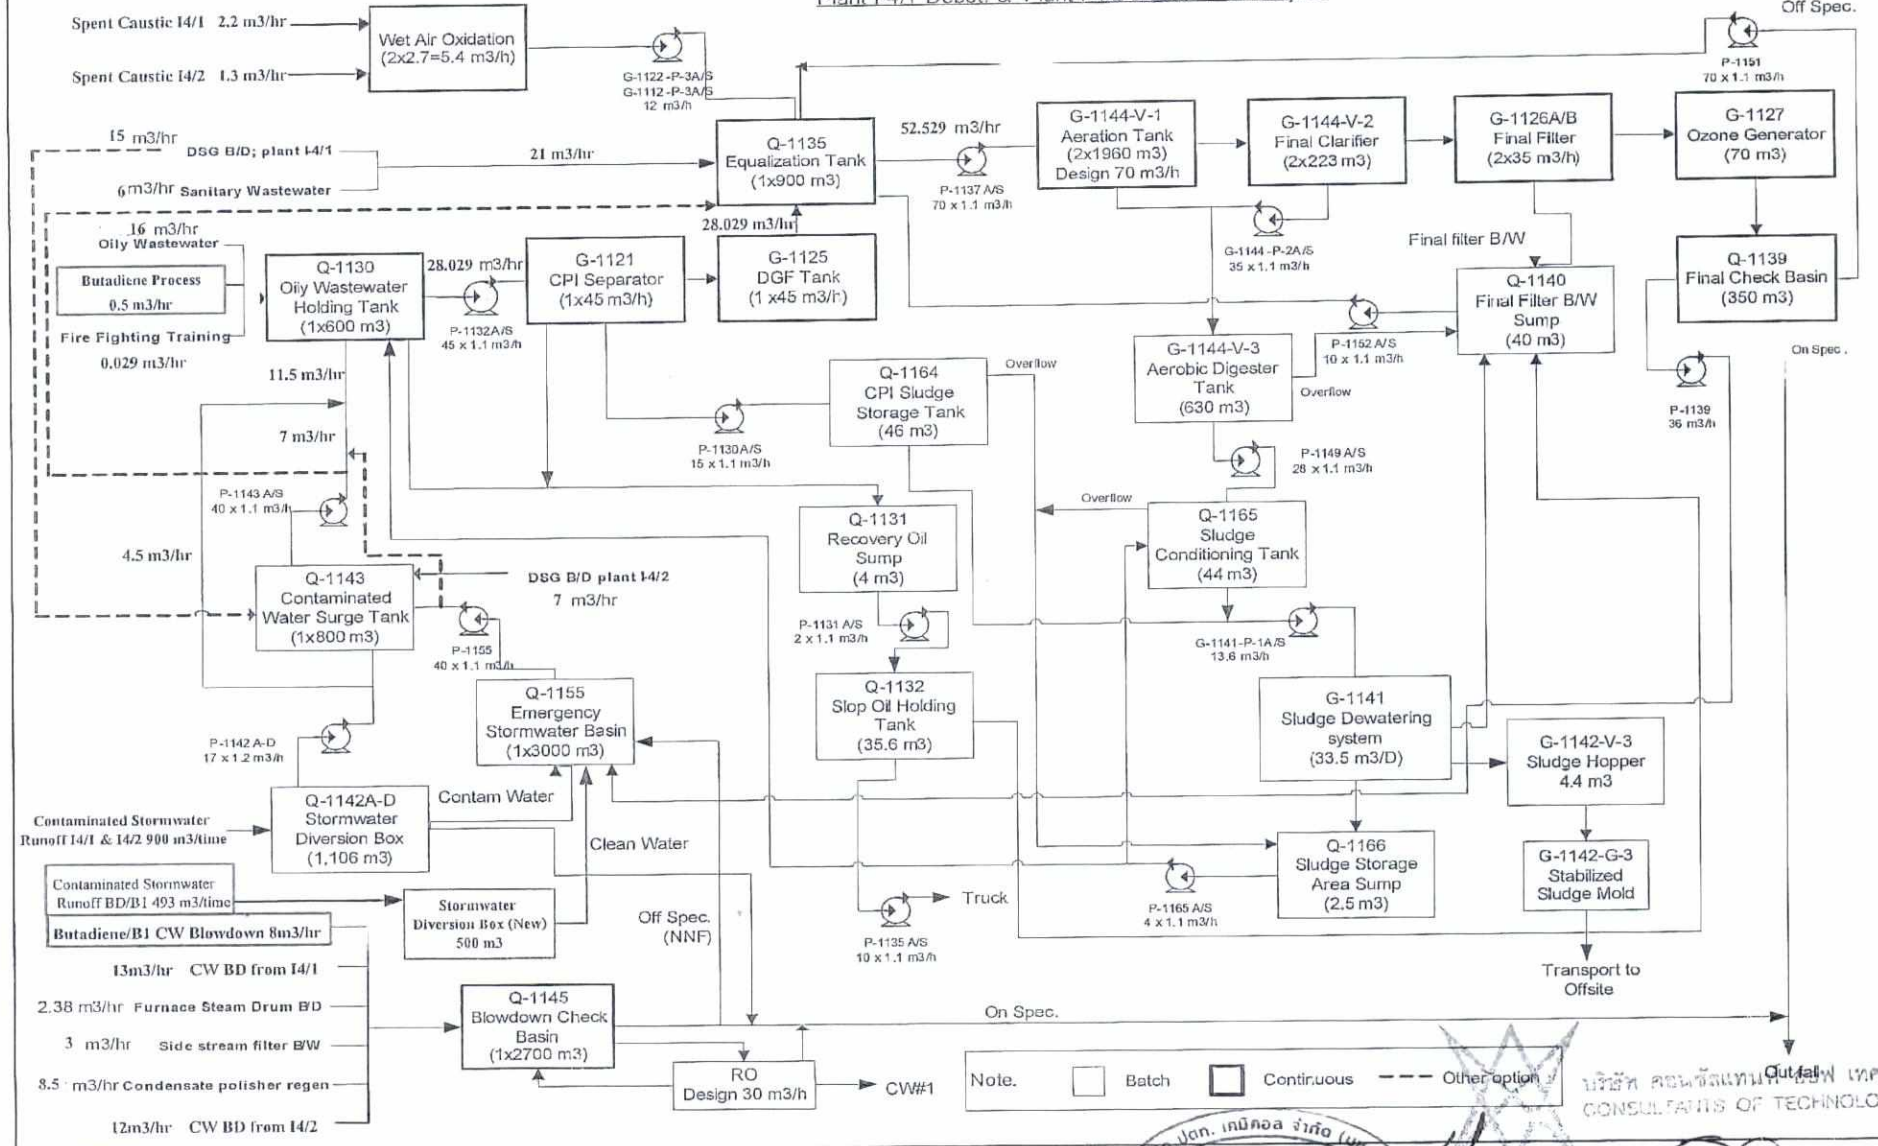 Off Spec.
Spent Caustic I4/1 2.2 m3/hr
Spent Caustic I4/2 1.3 m3/hr
Wet Air Oxidation
(2x2.7=5.4 m3/h)
G-1122 -P-3A/S
G-1112 -P-3A/S
12 m3/h
P-1151
70 x 1.1 m3/h
15 m3/hr
DSG B/D; plant I-4/1
6 m3/hr Sanitary Wastewater
21 m3/hr
Q-1135
Equalization Tank
(1x900 m3)
52.529 m3/hr
P-1137 A/S
70 x 1.1 m3/h
G-1144-V-1
Aeration Tank
(2x1960 m3)
Design 70 m3/h
G-1144-V-2
Final Clarifier
(2x223 m3)
G-1126A/B
Final Filter
(2x35 m3/h)
G-1127
Ozone Generator
(70 m3)
G-1144 -P-2A/S
35 x 1.1 m3/h
Final filter B/W
16 m3/hr
Oily Wastewater
Butadiene Process
0.5 m3/hr
Fire Fighting Training
0.029 m3/hr
Q-1130
Oily Wastewater
Holding Tank
(1x600 m3)
28.029 m3/hr
P-1132A/S
45 x 1.1 m3/h
G-1121
CPI Separator
(1x45 m3/h)
28.029 m3/hr
G-1125
DGF Tank
(1 x45 m3/h)
Q-1140
Final Filter B/W
Sump
(40 m3)
Q-1139
Final Check Basin
(350 m3)
On Spec .
P-1152 A/S
10 x 1.1 m3/h
P-1139
36 m3/h
G-1144-V-3
Aerobic Digester
Tank
(630 m3)
Overflow
11.5 m3/hr
7 m3/hr
Q-1164
CPI Sludge
Storage Tank
(46 m3)
Overflow
P-1130A/S
15 x 1.1 m3/h
P-1149 A/S
28 x 1.1 m3/h
P-1143 A/S
40 x 1.1 m3/h
Overflow
Q-1131
Recovery Oil
Sump
(4 m3)
Q-1165
Sludge
Conditioning Tank
(44 m3)
4.5 m3/hr
Q-1143
Contaminated
Water Surge Tank
(1x800 m3)
DSG B/D plant I-4/2
7 m3/hr
P-1155
40 x 1.1 m3/h
P-1131 A/S
2 x 1.1 m3/h
G-1141-P-1A/S
13.6 m3/h
Q-1155
Emergency
Stormwater Basin
(1x3000 m3)
Q-1132
Slop Oil Holding
Tank
(35.6 m3)
G-1141
Sludge Dewatering
system
(33.5 m3/D)
G-1142-V-3
Sludge Hopper
4.4 m3
P-1142 A-D
17 x 1.2 m3/h
Contam Water
Q-1142A-D
Stormwater
Diversion Box
(1,106 m3)
Contaminated Stormwater
Runoff I4/1 & I4/2 900 m3/time
Clean Water
Q-1166
Sludge Storage
Area Sump
(2.5 m3)
G-1142-G-3
Stabilized
Sludge Mold
Contaminated Stormwater
Runoff BD/B1 493 m3/time
Stormwater
Diversion Box (New)
500 m3
Off Spec.
(NNF)
P-1135 A/S
10 x 1.1 m3/h
Truck
P-1165 A/S
4 x 1.1 m3/h
Butadiene/B1 CW Blowdown 8m3/hr
13m3/hr CW BD from I4/1
2.38 m3/hr Furnace Steam Drum B/D
3 m3/hr Side stream filter B/W
8.5 m3/hr Condensate polisher regen
12m3/hr CW BD from I4/2
Q-1145
Blowdown Check
Basin
(1x2700 m3)
On Spec.
Transport to
Offsite
RO
Design 30 m3/h
CW#1
Note.
Batch
Continuous
Other option
Out fall
CONSULTANTS OF TECHNOLO